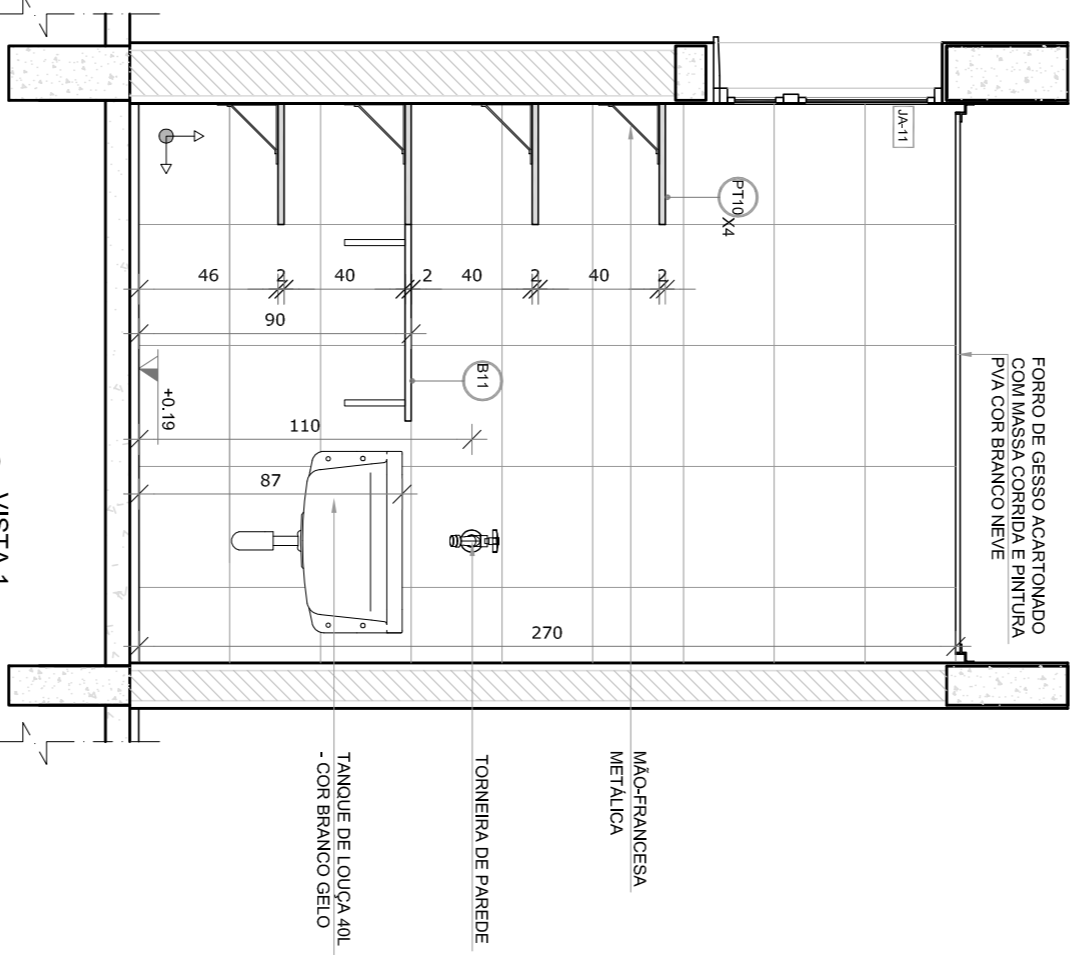 FORRO DE GESSO ACARTONADO
COM MASSA CORRIDA E PINTURA
PVA COR BRANCO NEVE
JA-11
PT10
X4
46
2
40
2
40
2
40
2
90
B11
+0.19
110
87
270
MÃO-FRANCESA
METÁLICA
TORNEIRA DE PAREDE
TANQUE DE LOUÇA 40L
- COR BRANCO GELO
VISTA 1